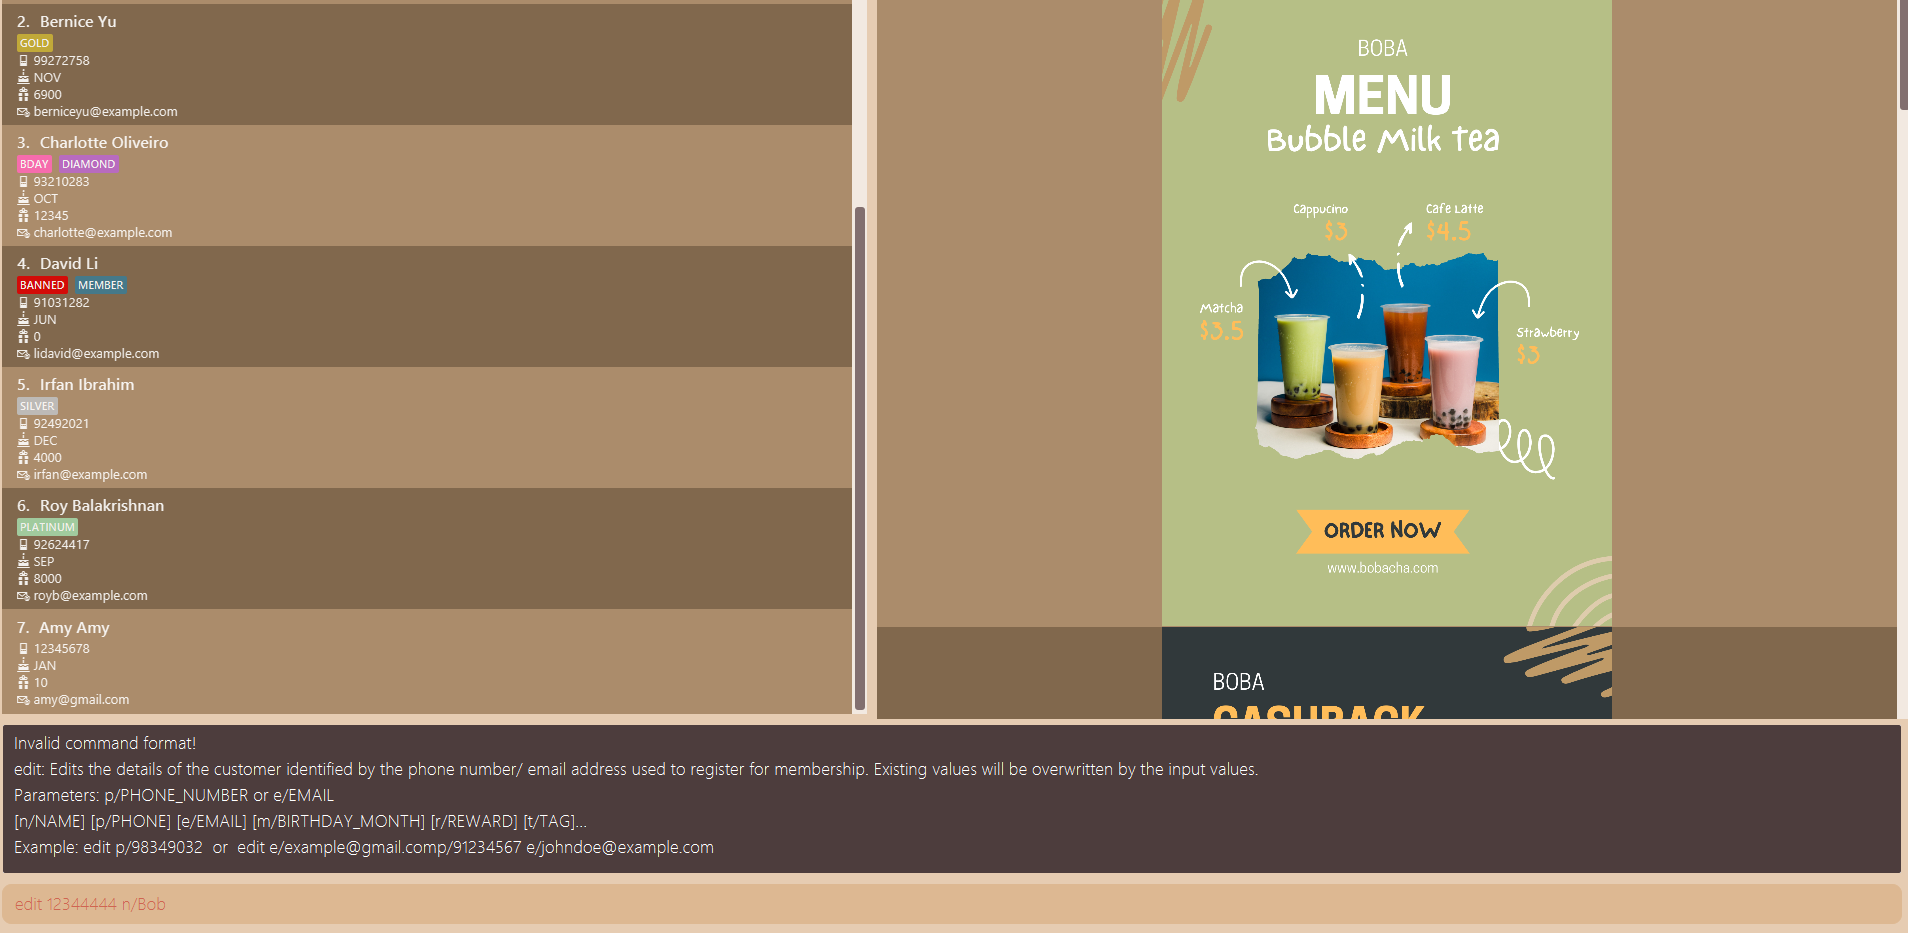 2. Bernice Yu
GOLD
99272758
NOV
6900
berniceyu@example.com
3. Charlotte Oliveiro
BDAY DIAMOND
93210283
OCT
12345
charlotte@example.com
4. David Li
BANNED MEMBER
91031282
JUN
0
lidavid@example.com
5. Irfan Ibrahim
SILVER
92492021
DEC
4000
irfan@example.com
6. Roy Balakrishnan
PLATINUM
92624417
SEP
8000
royb@example.com
7. Amy Amy
12345678
JAN
10
amy@gmail.com
BOBA
MENU
Bubble Milk Tea
Cappucino
$3
Cafe Latte
$4.5
Matcha
$3.5
Strawberry
$3
ORDER NOW
www.bobacha.com
BOBA
CASHBACK
Invalid command format!
edit: Edits the details of the customer identified by the phone number/ email address used to register for membership. Existing values will be overwritten by the input values.
Parameters: p/PHONE_NUMBER or e/EMAIL
[n/NAME] [p/PHONE] [e/EMAIL] [m/BIRTHDAY_MONTH] [r/REWARD] [t/TAG]...
Example: edit p/98349032 or edit e/example@gmail.comp/91234567 e/johndoe@example.com
edit 12344444 n/Bob